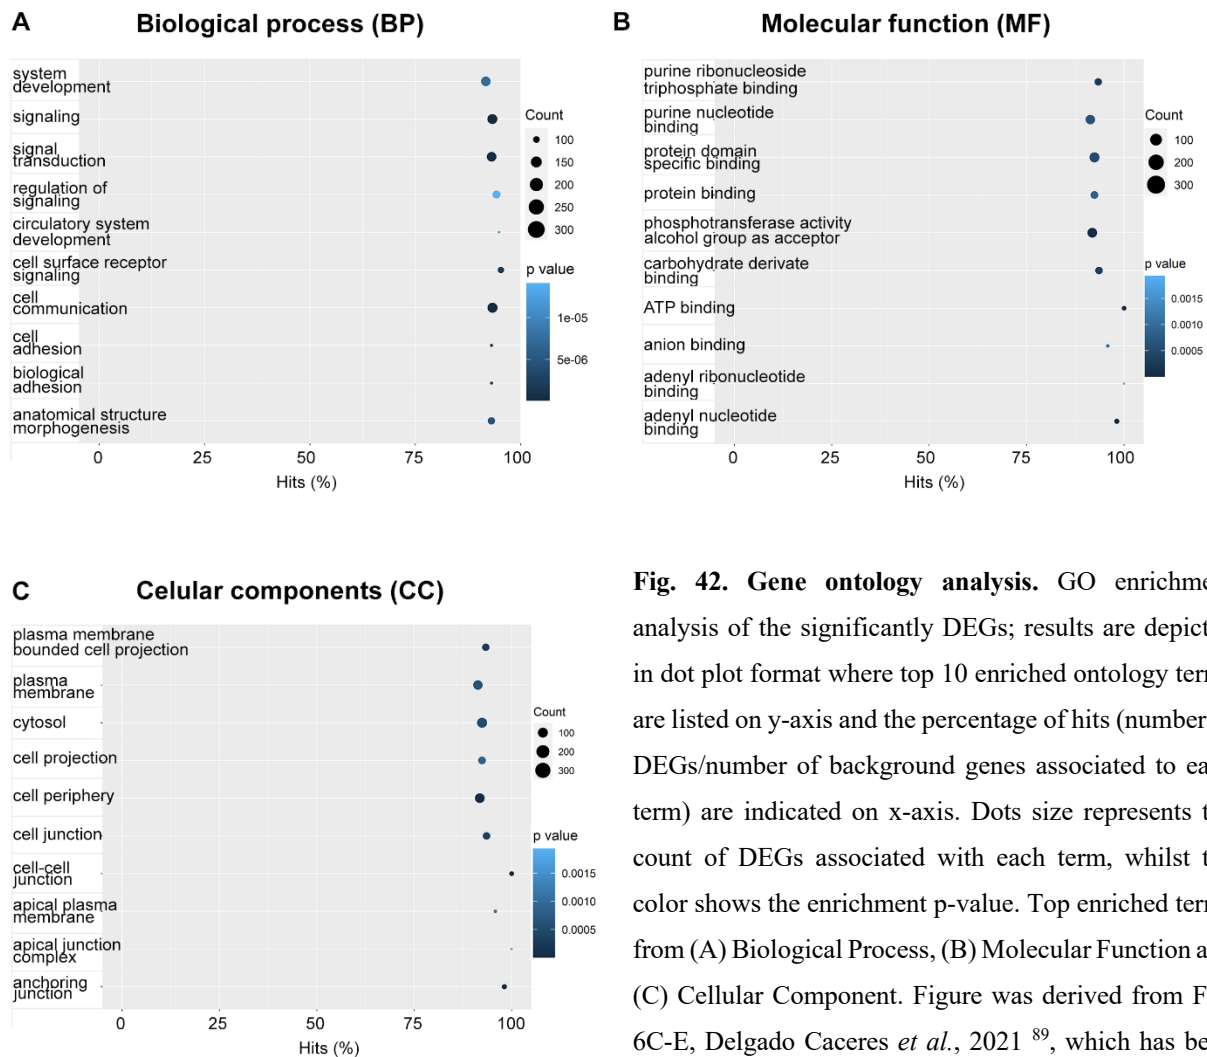 A
Biological process (BP)
system
development
signaling
signal
transduction
regulation of
signaling
circulatory system
development
cell surface receptor
signaling
cell
communication
cell
adhesion
biological
adhesion
anatomical structure
morphogenesis
0
25
50
75
100
Hits (%)
Count
100
150
200
250
300
p value
1e-05
5e-06
B
Molecular function (MF)
purine ribonucleoside
triphosphate binding
purine nucleotide
binding
protein domain
specific binding
protein binding
phosphotransferase activity
alcohol group as acceptor
carbohydrate derivate
binding
ATP binding
anion binding
adenyl ribonucleotide
binding
adenyl nucleotide
binding
0
25
50
75
100
Hits (%)
Count
100
200
300
p value
0.0015
0.0010
0.0005
C
Celular components (CC)
plasma membrane
bounded cell projection
plasma
membrane
cytosol
cell projection
cell periphery
cell junction
cell-cell
junction
apical plasma
membrane
apical junction
complex
anchoring
junction
0
25
50
75
100
Hits (%)
Count
100
200
300
p value
0.0015
0.0010
0.0005
Fig. 42. Gene ontology analysis. GO enrichme
analysis of the significantly DEGs; results are depict
in dot plot format where top 10 enriched ontology term
are listed on y-axis and the percentage of hits (number
DEGs/number of background genes associated to ea
term) are indicated on x-axis. Dots size represents t
count of DEGs associated with each term, whilst t
color shows the enrichment p-value. Top enriched term
from (A) Biological Process, (B) Molecular Function a
(C) Cellular Component. Figure was derived from F
6C-E, Delgado Caceres et al., 2021 89, which has be